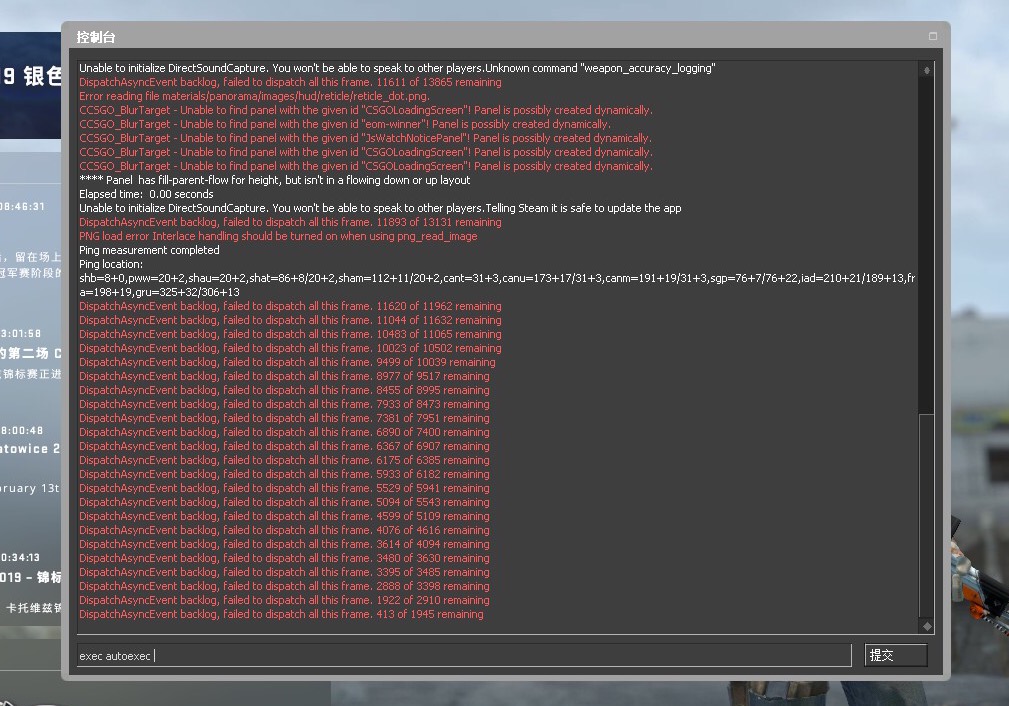 控制台
Unable to initialize DirectSoundCapture. You won't be able to speak to other players.Unknown command "weapon_accuracy_logging"
DispatchAsyncEvent backlog, failed to dispatch all this frame. 11611 of 13865 remaining
Error reading file materials/panorama/images/hud/reticle/reticle_dot.png.
CCSGO_BlurTarget - Unable to find panel with the given id "CSGOLoadingScreen"! Panel is possibly created dynamically.
CCSGO_BlurTarget - Unable to find panel with the given id "eom-winner"! Panel is possibly created dynamically.
CCSGO_BlurTarget - Unable to find panel with the given id "JsWatchNoticePanel"! Panel is possibly created dynamically.
CCSGO_BlurTarget - Unable to find panel with the given id "CSGOLoadingScreen"! Panel is possibly created dynamically.
CCSGO_BlurTarget - Unable to find panel with the given id "CSGOLoadingScreen"! Panel is possibly created dynamically.
**** Panel  has fill-parent-flow for height, but isn't in a flowing down or up layout
Elapsed time:  0.00 seconds
Unable to initialize DirectSoundCapture. You won't be able to speak to other players.Telling Steam it is safe to update the app
DispatchAsyncEvent backlog, failed to dispatch all this frame. 11893 of 13131 remaining
PNG load error Interlace handling should be turned on when using png_read_image
Ping measurement completed
Ping location:
shb=8+0,pww=20+2,shau=20+2,shat=86+8/20+2,sham=112+11/20+2,cant=31+3,canu=173+17/31+3,canm=191+19/31+3,sgp=76+7/76+22,iad=210+21/189+13,fr
a=198+19,gru=325+32/306+13
DispatchAsyncEvent backlog, failed to dispatch all this frame. 11620 of 11962 remaining
DispatchAsyncEvent backlog, failed to dispatch all this frame. 11044 of 11632 remaining
DispatchAsyncEvent backlog, failed to dispatch all this frame. 10483 of 11065 remaining
DispatchAsyncEvent backlog, failed to dispatch all this frame. 10023 of 10502 remaining
DispatchAsyncEvent backlog, failed to dispatch all this frame. 9499 of 10039 remaining
DispatchAsyncEvent backlog, failed to dispatch all this frame. 8977 of 9517 remaining
DispatchAsyncEvent backlog, failed to dispatch all this frame. 8455 of 8995 remaining
DispatchAsyncEvent backlog, failed to dispatch all this frame. 7933 of 8473 remaining
DispatchAsyncEvent backlog, failed to dispatch all this frame. 7381 of 7951 remaining
DispatchAsyncEvent backlog, failed to dispatch all this frame. 6890 of 7400 remaining
DispatchAsyncEvent backlog, failed to dispatch all this frame. 6367 of 6907 remaining
DispatchAsyncEvent backlog, failed to dispatch all this frame. 6175 of 6385 remaining
DispatchAsyncEvent backlog, failed to dispatch all this frame. 5933 of 6182 remaining
DispatchAsyncEvent backlog, failed to dispatch all this frame. 5529 of 5941 remaining
DispatchAsyncEvent backlog, failed to dispatch all this frame. 5094 of 5543 remaining
DispatchAsyncEvent backlog, failed to dispatch all this frame. 4599 of 5109 remaining
DispatchAsyncEvent backlog, failed to dispatch all this frame. 4076 of 4616 remaining
DispatchAsyncEvent backlog, failed to dispatch all this frame. 3614 of 4094 remaining
DispatchAsyncEvent backlog, failed to dispatch all this frame. 3480 of 3630 remaining
DispatchAsyncEvent backlog, failed to dispatch all this frame. 3395 of 3485 remaining
DispatchAsyncEvent backlog, failed to dispatch all this frame. 2888 of 3398 remaining
DispatchAsyncEvent backlog, failed to dispatch all this frame. 1922 of 2910 remaining
DispatchAsyncEvent backlog, failed to dispatch all this frame. 413 of 1945 remaining
exec autoexec
提交
9 银色
08:46:31
，留在场上
冠军赛阶段的
3:01:58
的第二场 C
锦标赛正进
8:00:48
atowice 2
bruary 13t
0:34:13
019 - 锦标
卡托维兹锦